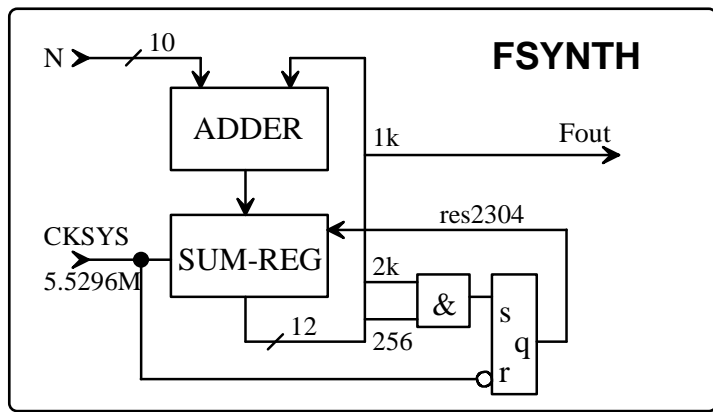 N
10
FSYNTH
ADDER
1k
Fout
res2304
CKSYS
5.5296M
SUM-REG
2k
&
s
q
r
12
256